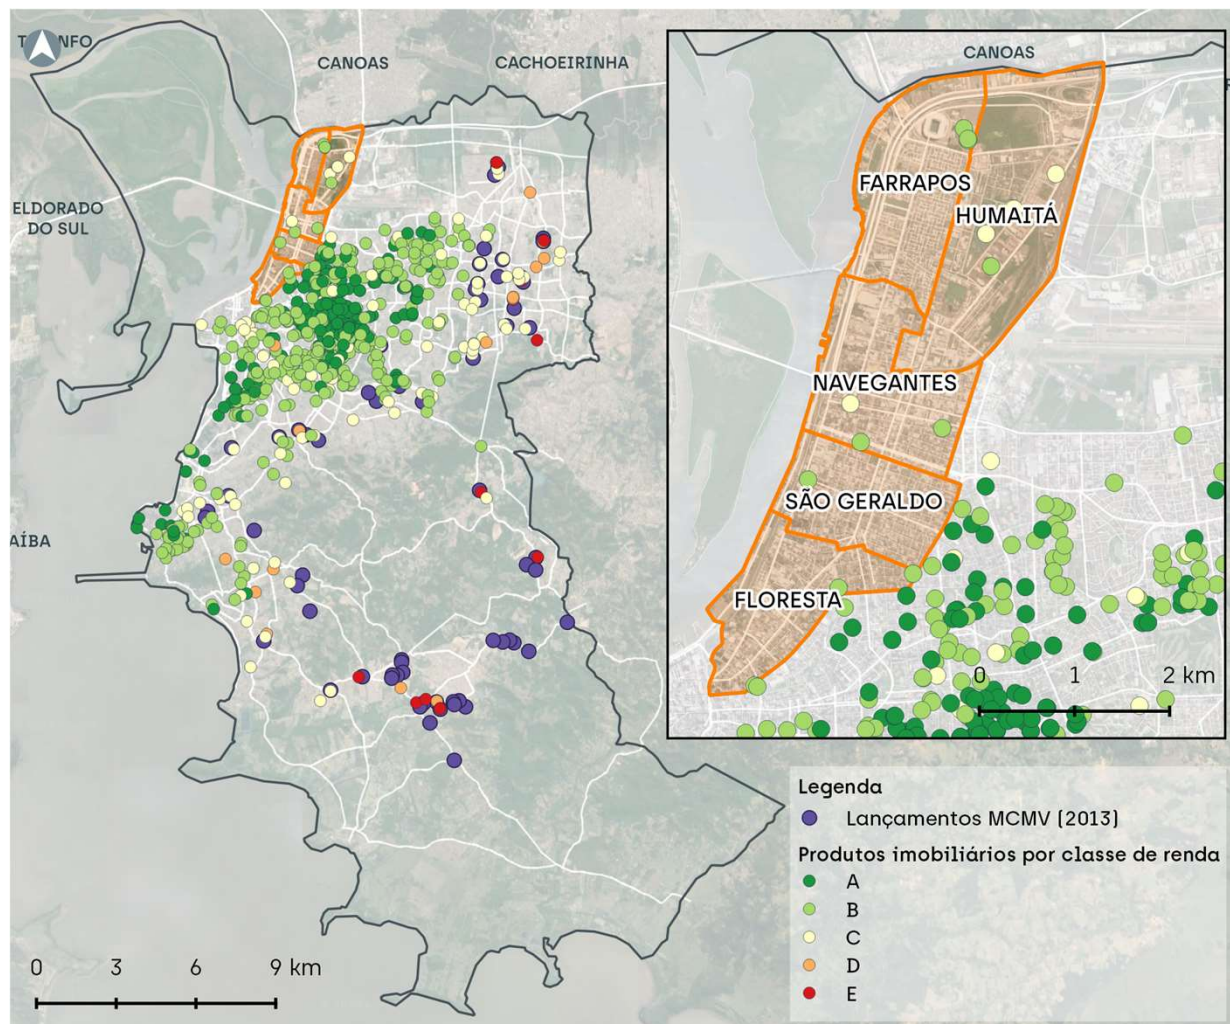 CANOAS
CACHOEIRINHA
ELDORADO
DO SUL
AÍBA
CANOAS
FARRAPOS
HUMAITÁ
NAVEGANTES
SÃO GERALDO
FLORESTA
0 1 2 km
Legenda
Lançamentos MCMV (2013)
Produtos imobiliários por classe de renda
A
B
C
D
E
0 3 6 9 km